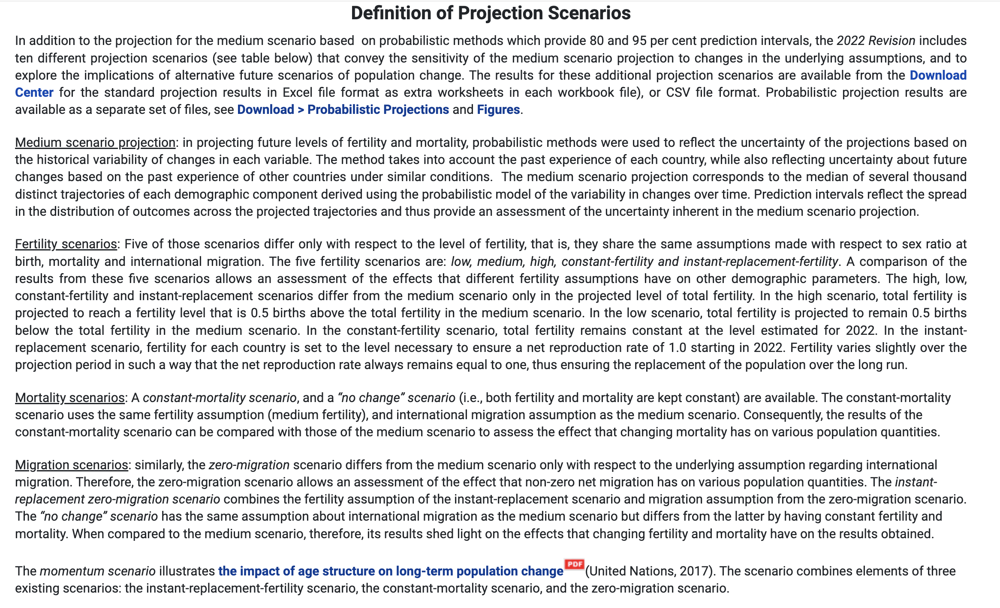 Definition of Projection Scenarios
In addition to the projection for the medium scenario based  on probabilistic methods which provide 80 and 95 per cent prediction intervals, the 2022 Revision includes
ten different projection scenarios (see table below) that convey the sensitivity of the medium scenario projection to changes in the underlying assumptions, and to
explore the implications of alternative future scenarios of population change. The results for these additional projection scenarios are available from the Download
Center for the standard projection results in Excel file format as extra worksheets in each workbook file), or CSV file format. Probabilistic projection results are
available as a separate set of files, see Download > Probabilistic Projections and Figures.
Medium scenario projection: in projecting future levels of fertility and mortality, probabilistic methods were used to reflect the uncertainty of the projections based on
the historical variability of changes in each variable. The method takes into account the past experience of each country, while also reflecting uncertainty about future
changes based on the past experience of other countries under similar conditions.  The medium scenario projection corresponds to the median of several thousand
distinct trajectories of each demographic component derived using the probabilistic model of the variability in changes over time. Prediction intervals reflect the spread
in the distribution of outcomes across the projected trajectories and thus provide an assessment of the uncertainty inherent in the medium scenario projection.
Fertility scenarios: Five of those scenarios differ only with respect to the level of fertility, that is, they share the same assumptions made with respect to sex ratio at
birth, mortality and international migration. The five fertility scenarios are: low, medium, high, constant-fertility and instant-replacement-fertility. A comparison of the
results from these five scenarios allows an assessment of the effects that different fertility assumptions have on other demographic parameters. The high, low,
constant-fertility and instant-replacement scenarios differ from the medium scenario only in the projected level of total fertility. In the high scenario, total fertility is
projected to reach a fertility level that is 0.5 births above the total fertility in the medium scenario. In the low scenario, total fertility is projected to remain 0.5 births
below the total fertility in the medium scenario. In the constant-fertility scenario, total fertility remains constant at the level estimated for 2022. In the instant-
replacement scenario, fertility for each country is set to the level necessary to ensure a net reproduction rate of 1.0 starting in 2022. Fertility varies slightly over the
projection period in such a way that the net reproduction rate always remains equal to one, thus ensuring the replacement of the population over the long run.
Mortality scenarios: A constant-mortality scenario, and a “no change” scenario (i.e., both fertility and mortality are kept constant) are available. The constant-mortality
scenario uses the same fertility assumption (medium fertility), and international migration assumption as the medium scenario. Consequently, the results of the
constant-mortality scenario can be compared with those of the medium scenario to assess the effect that changing mortality has on various population quantities.
Migration scenarios: similarly, the zero-migration scenario differs from the medium scenario only with respect to the underlying assumption regarding international
migration. Therefore, the zero-migration scenario allows an assessment of the effect that non-zero net migration has on various population quantities. The instant-
replacement zero-migration scenario combines the fertility assumption of the instant-replacement scenario and migration assumption from the zero-migration scenario.
The “no change” scenario has the same assumption about international migration as the medium scenario but differs from the latter by having constant fertility and
mortality. When compared to the medium scenario, therefore, its results shed light on the effects that changing fertility and mortality have on the results obtained.
The momentum scenario illustrates the impact of age structure on long-term population change PDF (United Nations, 2017). The scenario combines elements of three
existing scenarios: the instant-replacement-fertility scenario, the constant-mortality scenario, and the zero-migration scenario.